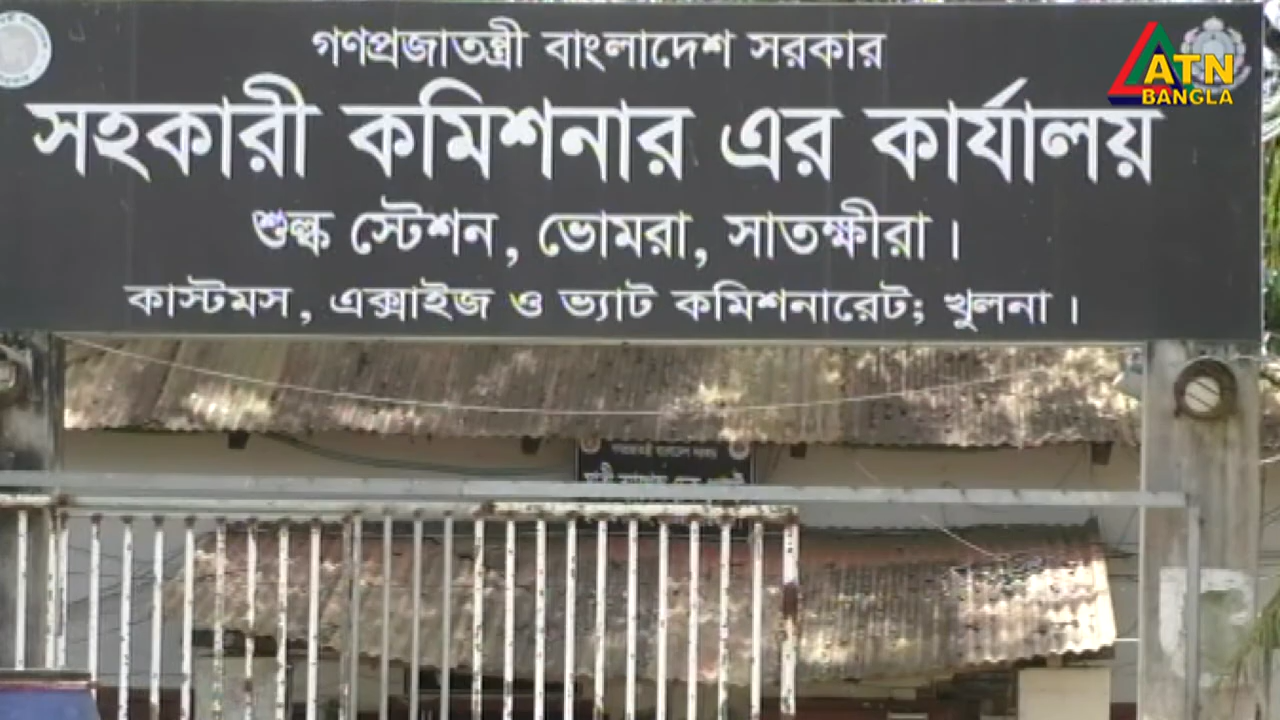 গণপ্রজাতন্ত্রী বাংলাদেশ সরকার
সহকারী কমিশনার এর কার্যালয়
শুল্ক স্টেশন, ভোমরা, সাতক্ষীরা।
কাস্টমস, এক্সাইজ ও ভ্যাট কমিশনারেট; খুলনা।
ATN
BANGLA